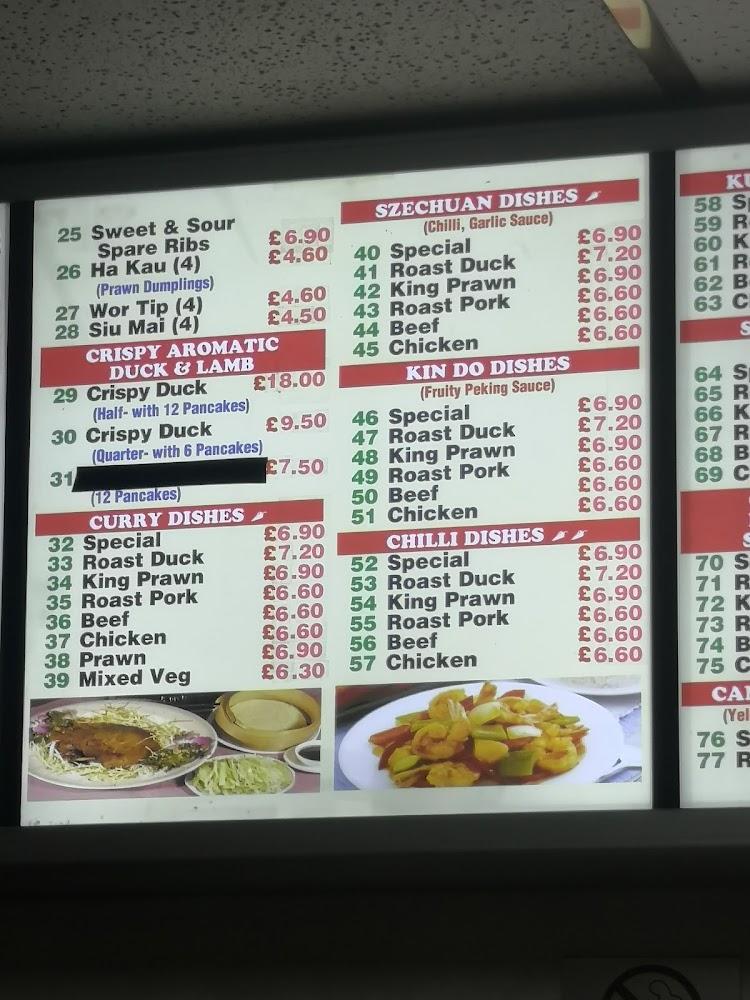 25 Sweet & Sour
Spare Ribs £6.90
26 Ha Kau (4) £4.60
(Prawn Dumplings)
27 Wor Tip (4) £4.60
28 Siu Mai (4) £4.50
CRISPY AROMATIC
DUCK & LAMB
29 Crispy Duck £18.00
(Half- with 12 Pancakes)
30 Crispy Duck £9.50
(Quarter- with 6 Pancakes)
31 £7.50
(12 Pancakes)
CURRY DISHES
32 Special £6.90
33 Roast Duck £7.20
34 King Prawn £6.90
35 Roast Pork £6.60
36 Beef £6.60
37 Chicken £6.60
38 Prawn £6.90
39 Mixed Veg £6.30
SZECHUAN DISHES
(Chilli, Garlic Sauce)
40 Special £6.90
41 Roast Duck £7.20
42 King Prawn £6.90
43 Roast Pork £6.60
44 Beef £6.60
45 Chicken £6.60
KIN DO DISHES
(Fruity Peking Sauce)
46 Special £6.90
47 Roast Duck £7.20
48 King Prawn £6.90
49 Roast Pork £6.60
50 Beef £6.60
51 Chicken £6.60
CHILLI DISHES
52 Special £6.90
53 Roast Duck £7.20
54 King Prawn £6.90
55 Roast Pork £6.60
56 Beef £6.60
57 Chicken £6.60
58
59
60
61
62
63
64
65
66
67
68
69
70
71
72
73
74
75
76
77